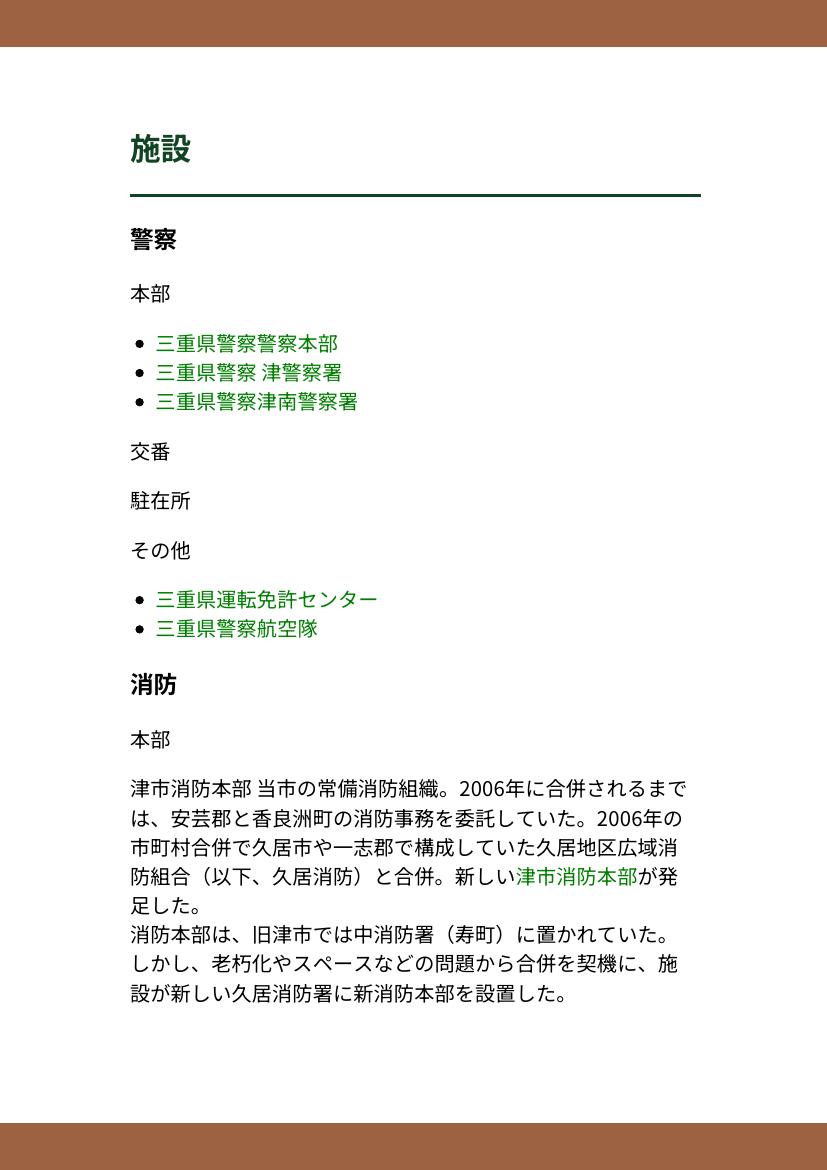 施設
警察
本部
三重県警察警察本部
三重県警察 津警察署
三重県警察津南警察署
交番
駐在所
その他
三重県運転免許センター
三重県警察航空隊
消防
本部
津市消防本部 当市の常備消防組織。2006年に合併されるまで
は、安芸郡と香良洲町の消防事務を委託していた。2006年の
市町村合併で久居市や一志郡で構成していた久居地区広域消
防組合（以下、久居消防）と合併。新しい津市消防本部が発
足した。
消防本部は、旧津市では中消防署（寿町）に置かれていた。
しかし、老朽化やスペースなどの問題から合併を契機に、施
設が新しい久居消防署に新消防本部を設置した。